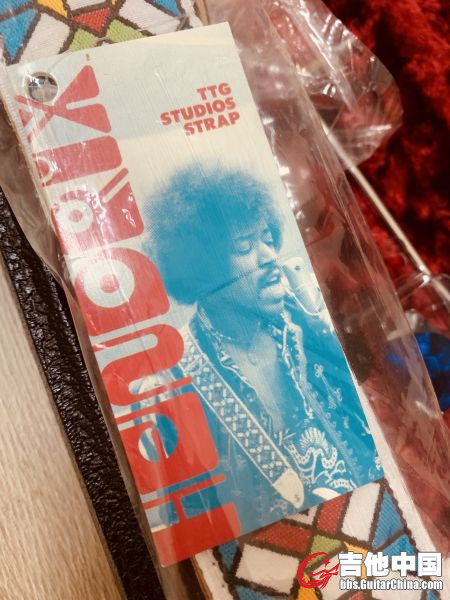 TTG
STUDIOS
STRAP
HenDRIX
吉他中国
bbs.GuitarChina.com